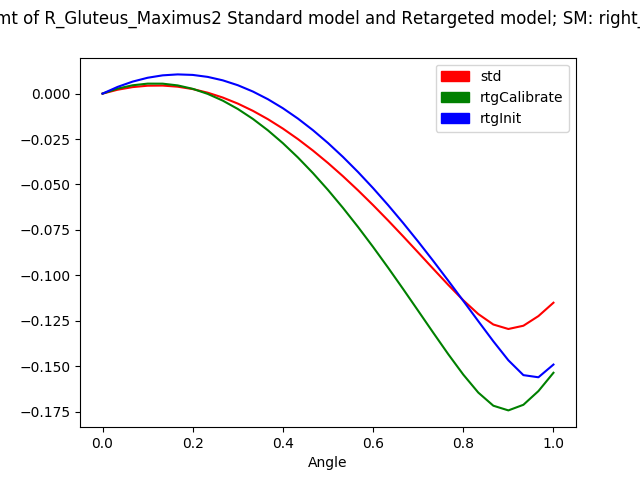 of R_Gluteus_Maximus2 Standard model and Retargeted model; SM:
std
rtgCalibrate
rtgInit
0.000
−0.025
−0.050
−0.075
−0.100
−0.125
−0.150
−0.175
0.0 0.2 0.4 0.6 0.8 1.0
Angle